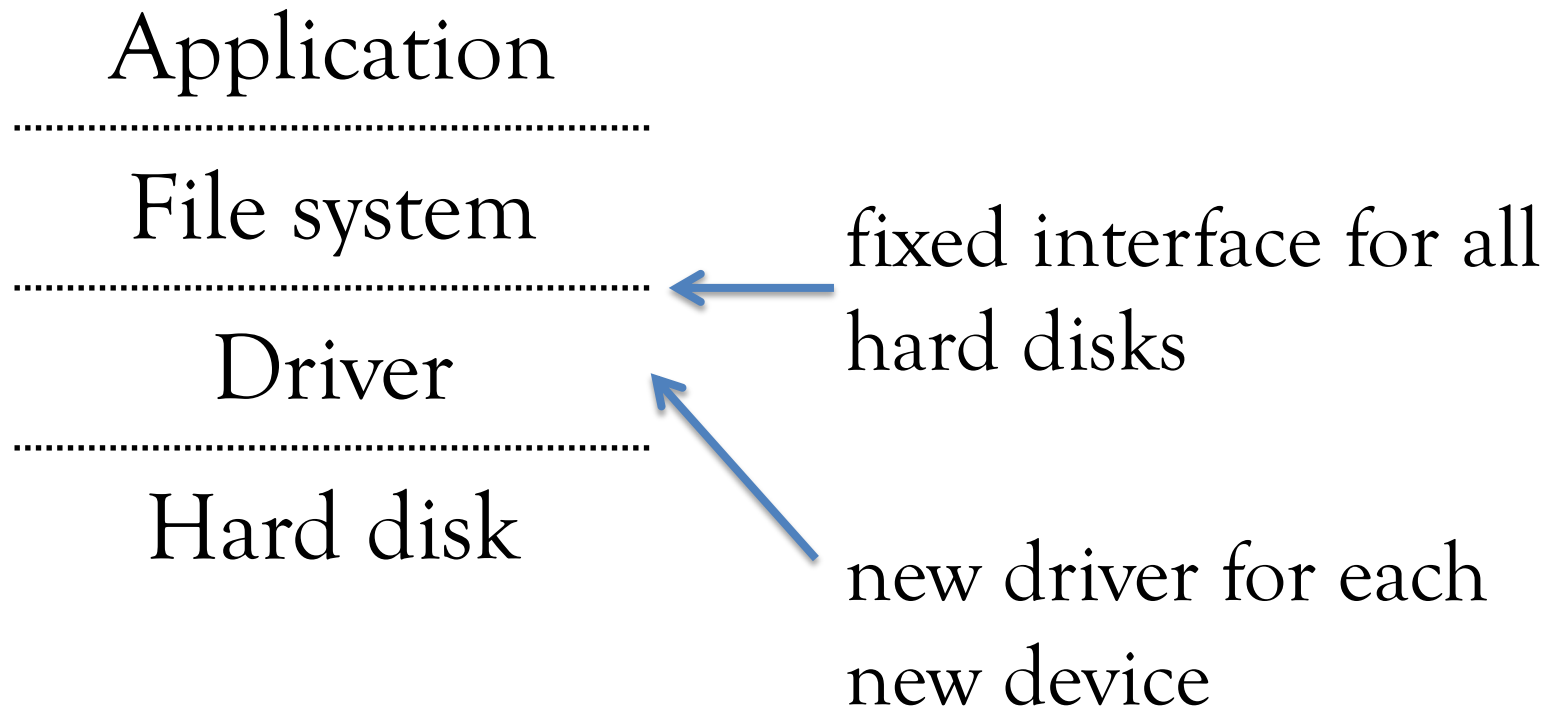 Application
File system
Driver
Hard disk
fixed interface for all
hard disks
new driver for each
new device